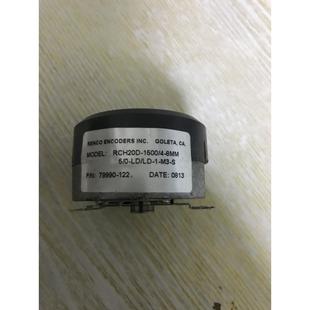 RENCO ENCODERS INC. GOLETA, CA.
MODEL: RCH20D-1500/4-8MM
5/0-LD/LD-1-M3-S
P/N: 79990-122. DATE: 0813